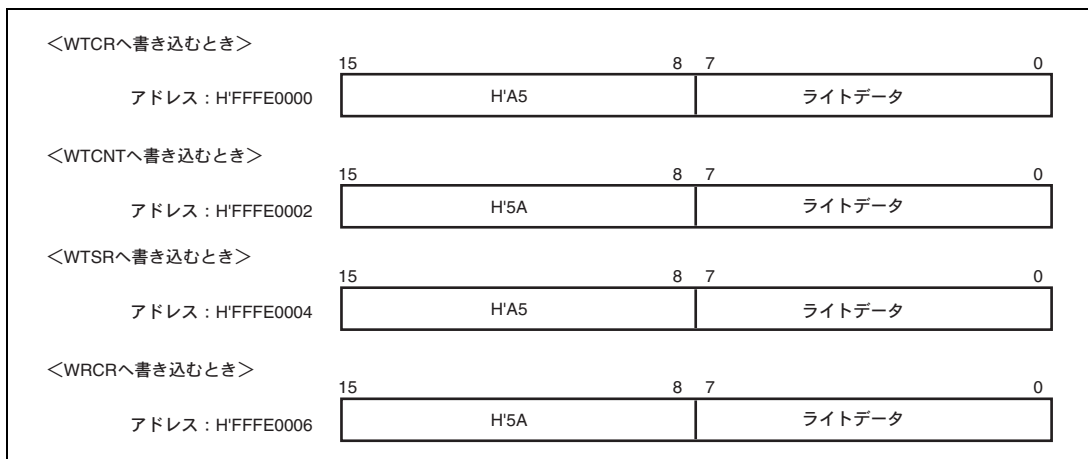 ＜WTCRへ書き込むとき＞
15 8 7 0
アドレス：H'FFFE0000 H'A5 ライトデータ
＜WTCNTへ書き込むとき＞
15 8 7 0
アドレス：H'FFFE0002 H'5A ライトデータ
＜WTSRへ書き込むとき＞
15 8 7 0
アドレス：H'FFFE0004 H'A5 ライトデータ
＜WRCRへ書き込むとき＞
15 8 7 0
アドレス：H'FFFE0006 H'5A ライトデータ